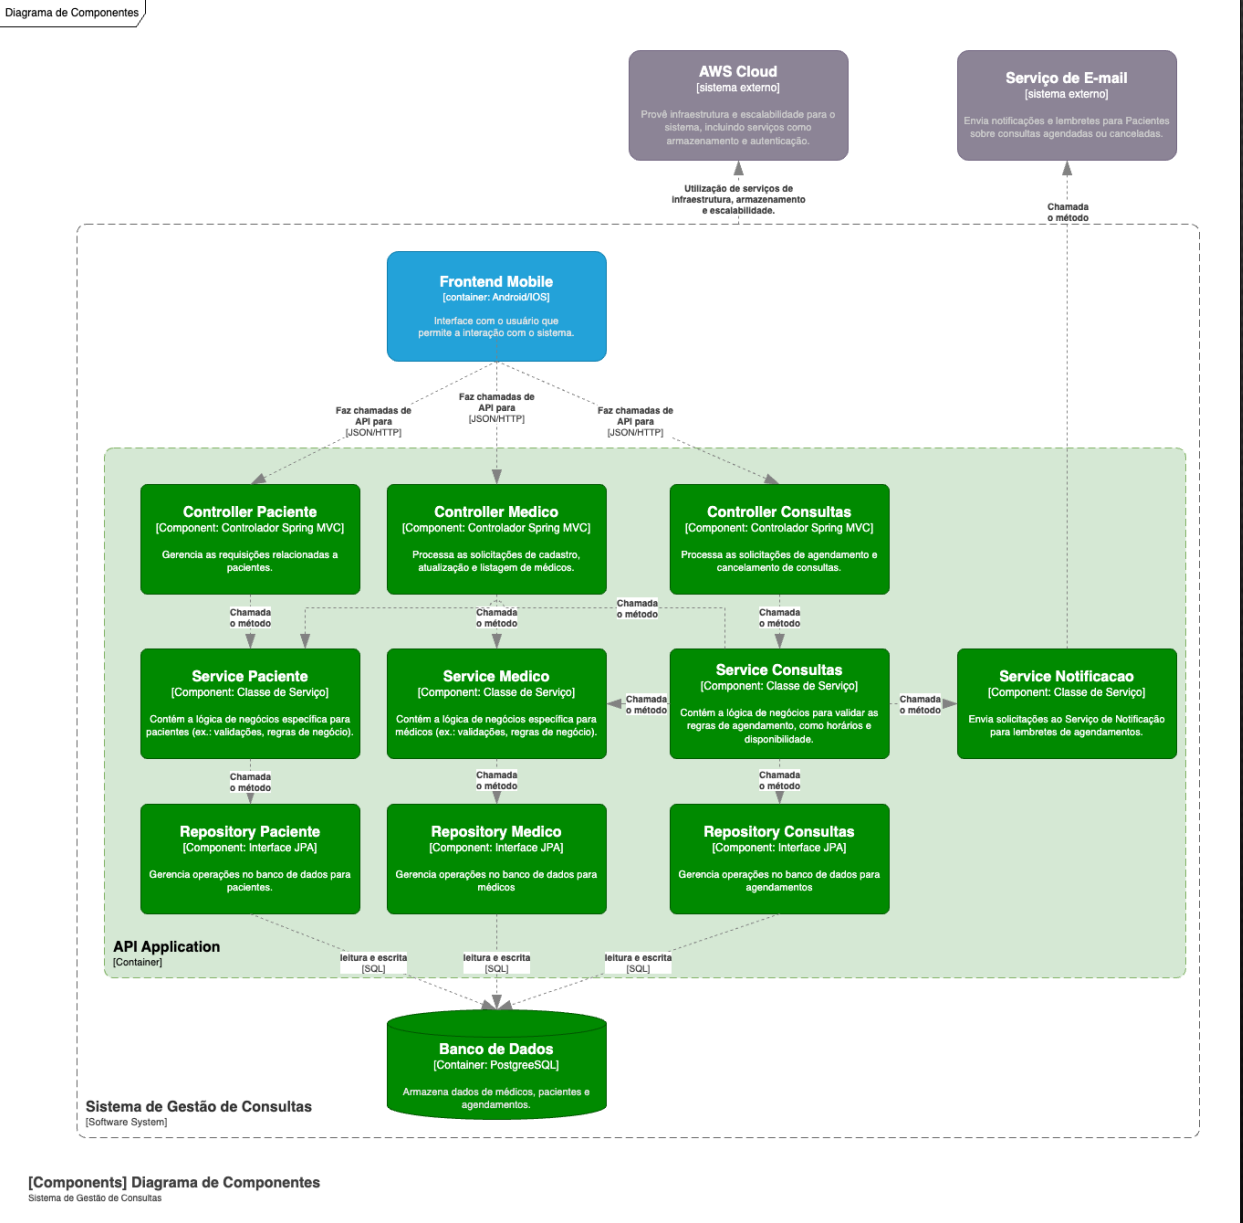 Diagrama de Componentes
AWS Cloud
[sistema externo]
Provê infraestrutura e escalabilidade para o
sistema, incluindo serviços como
armazenamento e autenticação.
Serviço de E-mail
[sistema externo]
Envia notificações e lembretes para Pacientes
sobre consultas agendadas ou canceladas.
Utilização de serviços de
infraestrutura, armazenamento
e escalabilidade.
Chamada
o método
Frontend Mobile
[container: Android/IOS]
Interface com o usuário que
permite a interação com o sistema.
Faz chamadas de
API para
[JSON/HTTP]
Faz chamadas de
API para
[JSON/HTTP]
Faz chamadas de
API para
[JSON/HTTP]
Controller Paciente
[Component: Controlador Spring MVC]
Gerencia as requisições relacionadas a
pacientes.
Controller Medico
[Component: Controlador Spring MVC]
Processa as solicitações de cadastro,
atualização e listagem de médicos.
Controller Consultas
[Component: Controlador Spring MVC]
Processa as solicitações de agendamento e
cancelamento de consultas.
Chamada
o método
Chamada
o método
Chamada
o método
Chamada
o método
Service Paciente
[Component: Classe de Serviço]
Contém a lógica de negócios específica para
pacientes (ex.: validações, regras de negócio).
Service Medico
[Component: Classe de Serviço]
Contém a lógica de negócios específica para
médicos (ex.: validações, regras de negócio).
Chamada
o método
Service Consultas
[Component: Classe de Serviço]
Contém a lógica de negócios para validar as
regras de agendamento, como horários e
disponibilidade.
Chamada
o método
Service Notificacao
[Component: Classe de Serviço]
Envia solicitações ao Serviço de Notificação
para lembretes de agendamentos.
Chamada
o método
Chamada
o método
Chamada
o método
Repository Paciente
[Component: Interface JPA]
Gerencia operações no banco de dados para
pacientes.
Repository Medico
[Component: Interface JPA]
Gerencia operações no banco de dados para
médicos
Repository Consultas
[Component: Interface JPA]
Gerencia operações no banco de dados para
agendamentos
API Application
[Container]
leitura e escrita
[SQL]
leitura e escrita
[SQL]
leitura e escrita
[SQL]
Banco de Dados
[Container: PostgreeSQL]
Armazena dados de médicos, pacientes e
agendamentos.
Sistema de Gestão de Consultas
[Software System]
[Components] Diagrama de Componentes
Sistema de Gestão de Consultas